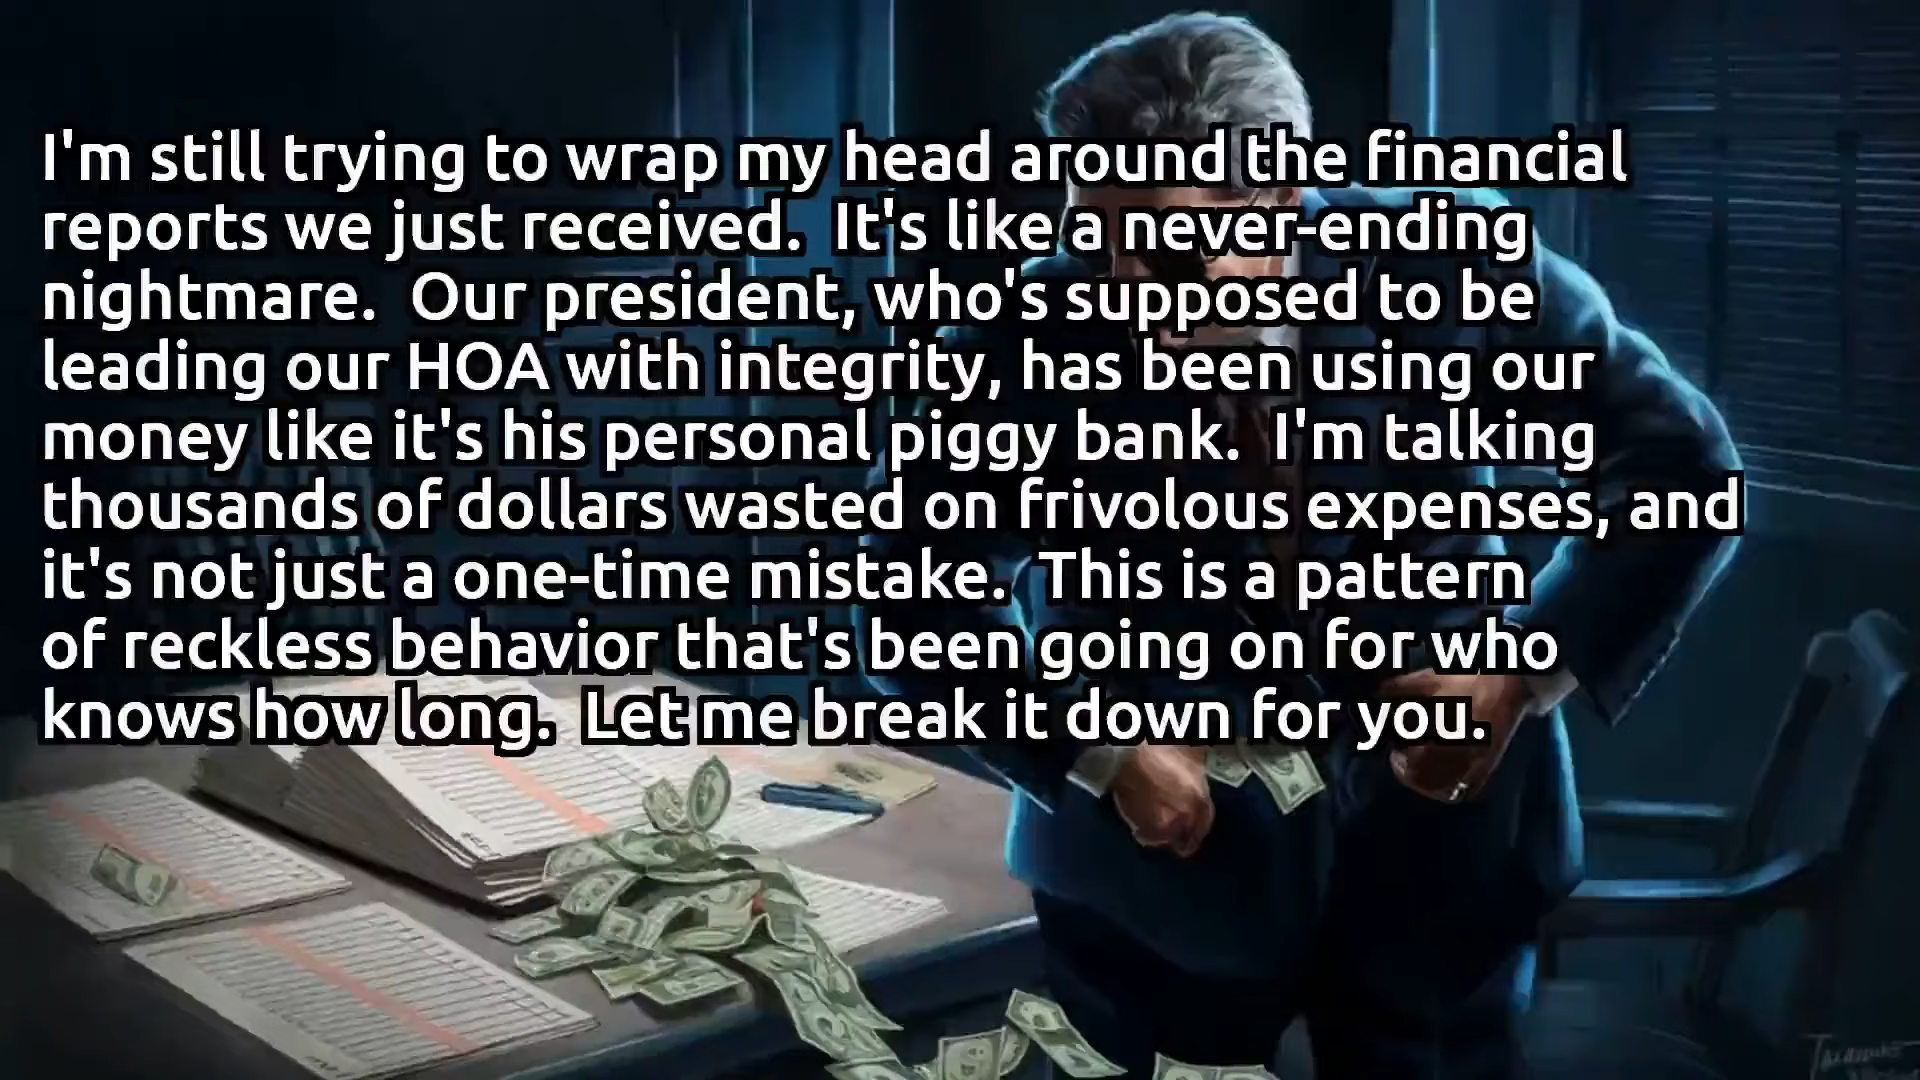 I'm still trying to wrap my head around the financial
reports we just received.  It's like a never-ending
nightmare.  Our president, who's supposed to be
leading our HOA with integrity, has been using our
money like it's his personal piggy bank.  I'm talking
thousands of dollars wasted on frivolous expenses, and
it's not just a one-time mistake.  This is a pattern
of reckless behavior that's been going on for who
knows how long.  Let me break it down for you.